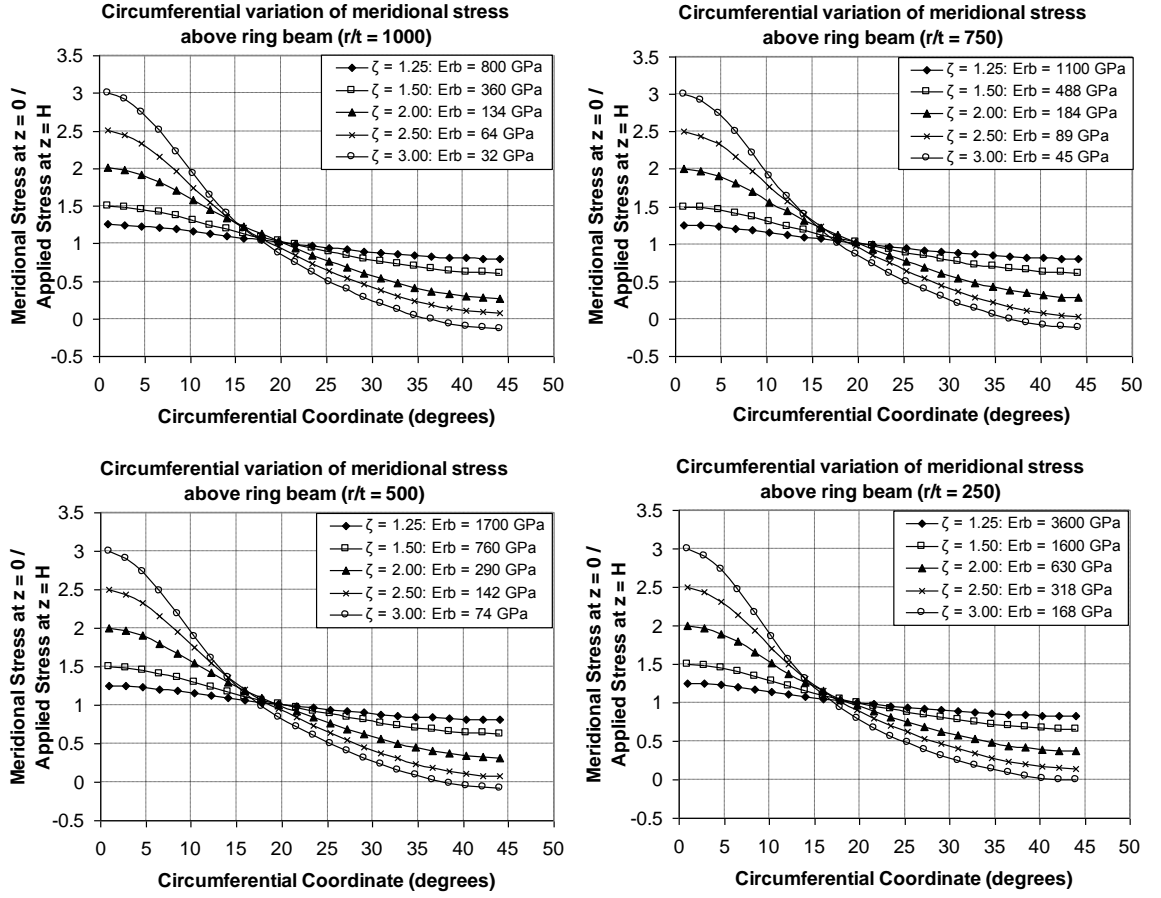 Circumferential variation of meridional stress
above ring beam (r/t = 1000)
Meridional Stress at z = 0 /
Applied Stress at z = H
3.5
3
2.5
2
1.5
1
0.5
0
-0.5
ζ = 1.25: Erb = 800 GPa
ζ = 1.50: Erb = 360 GPa
ζ = 2.00: Erb = 134 GPa
ζ = 2.50: Erb = 64 GPa
ζ = 3.00: Erb = 32 GPa
0 5 10 15 20 25 30 35 40 45 50
Circumferential Coordinate (degrees)
Circumferential variation of meridional stress
above ring beam (r/t = 750)
Meridional Stress at z = 0 /
Applied Stress at z = H
3.5
3
2.5
2
1.5
1
0.5
0
-0.5
ζ = 1.25: Erb = 1100 GPa
ζ = 1.50: Erb = 488 GPa
ζ = 2.00: Erb = 184 GPa
ζ = 2.50: Erb = 89 GPa
ζ = 3.00: Erb = 45 GPa
0 5 10 15 20 25 30 35 40 45 50
Circumferential Coordinate (degrees)
Circumferential variation of meridional stress
above ring beam (r/t = 500)
Meridional Stress at z = 0 /
Applied Stress at z = H
3.5
3
2.5
2
1.5
1
0.5
0
-0.5
ζ = 1.25: Erb = 1700 GPa
ζ = 1.50: Erb = 760 GPa
ζ = 2.00: Erb = 290 GPa
ζ = 2.50: Erb = 142 GPa
ζ = 3.00: Erb = 74 GPa
0 5 10 15 20 25 30 35 40 45 50
Circumferential Coordinate (degrees)
Circumferential variation of meridional stress
above ring beam (r/t = 250)
Meridional Stress at z = 0 /
Applied Stress at z = H
3.5
3
2.5
2
1.5
1
0.5
0
-0.5
ζ = 1.25: Erb = 3600 GPa
ζ = 1.50: Erb = 1600 GPa
ζ = 2.00: Erb = 630 GPa
ζ = 2.50: Erb = 318 GPa
ζ = 3.00: Erb = 168 GPa
0 5 10 15 20 25 30 35 40 45 50
Circumferential Coordinate (degrees)